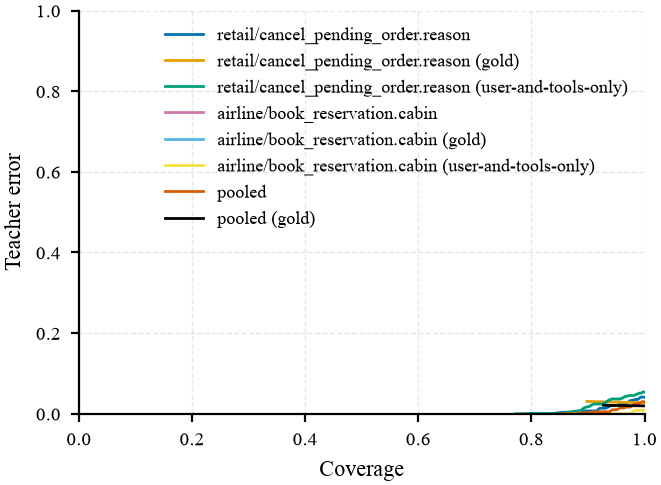 1.0
retail/cancel_pending_order.reason
retail/cancel_pending_order.reason (gold)
0.8
retail/cancel_pending_order.reason (user-and-tools-only)
airline/book_reservation.cabin
airline/book_reservation.cabin (gold)
0.6
airline/book_reservation.cabin (user-and-tools-only)
pooled
pooled (gold)
Teacher error
0.4
0.2
0.0
0.0 0.2 0.4 0.6 0.8 1.0
Coverage